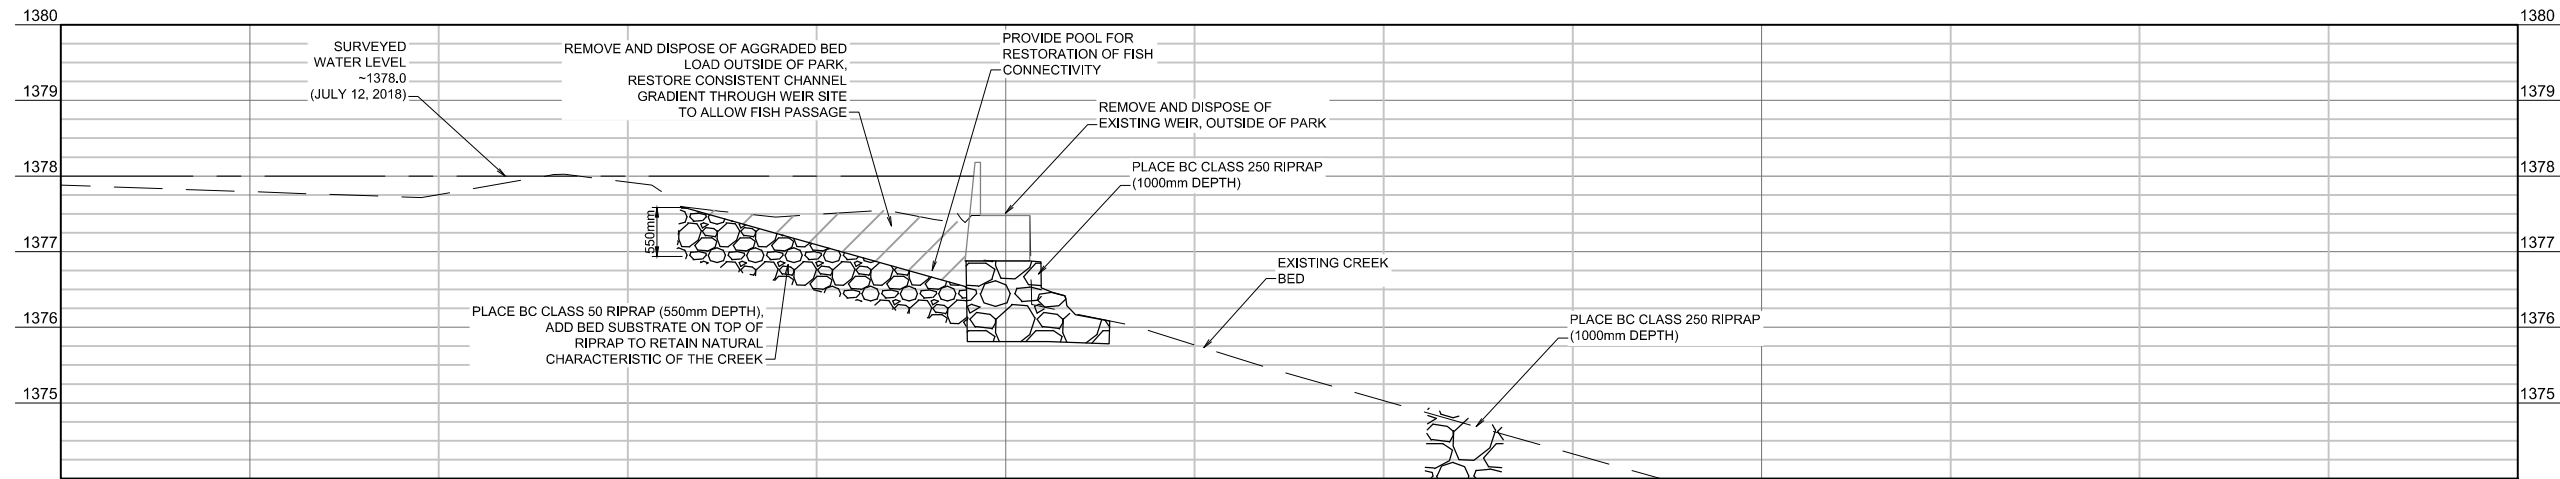 1380
1380
SURVEYED
WATER LEVEL
~1378.0
(JULY 12, 2018)
REMOVE AND DISPOSE OF AGGRADED BED
LOAD OUTSIDE OF PARK,
RESTORE CONSISTENT CHANNEL
GRADIENT THROUGH WEIR SITE
TO ALLOW FISH PASSAGE
PROVIDE POOL FOR
RESTORATION OF FISH
CONNECTIVITY
1379
1379
REMOVE AND DISPOSE OF
EXISTING WEIR, OUTSIDE OF PARK
1378
1378
PLACE BC CLASS 250 RIPRAP
(1000mm DEPTH)
550mm
1377
1377
EXISTING CREEK
BED
PLACE BC CLASS 50 RIPRAP (550mm DEPTH),
ADD BED SUBSTRATE ON TOP OF
RIPRAP TO RETAIN NATURAL
CHARACTERISTIC OF THE CREEK
1376
1376
PLACE BC CLASS 250 RIPRAP
(1000mm DEPTH)
1375
1375